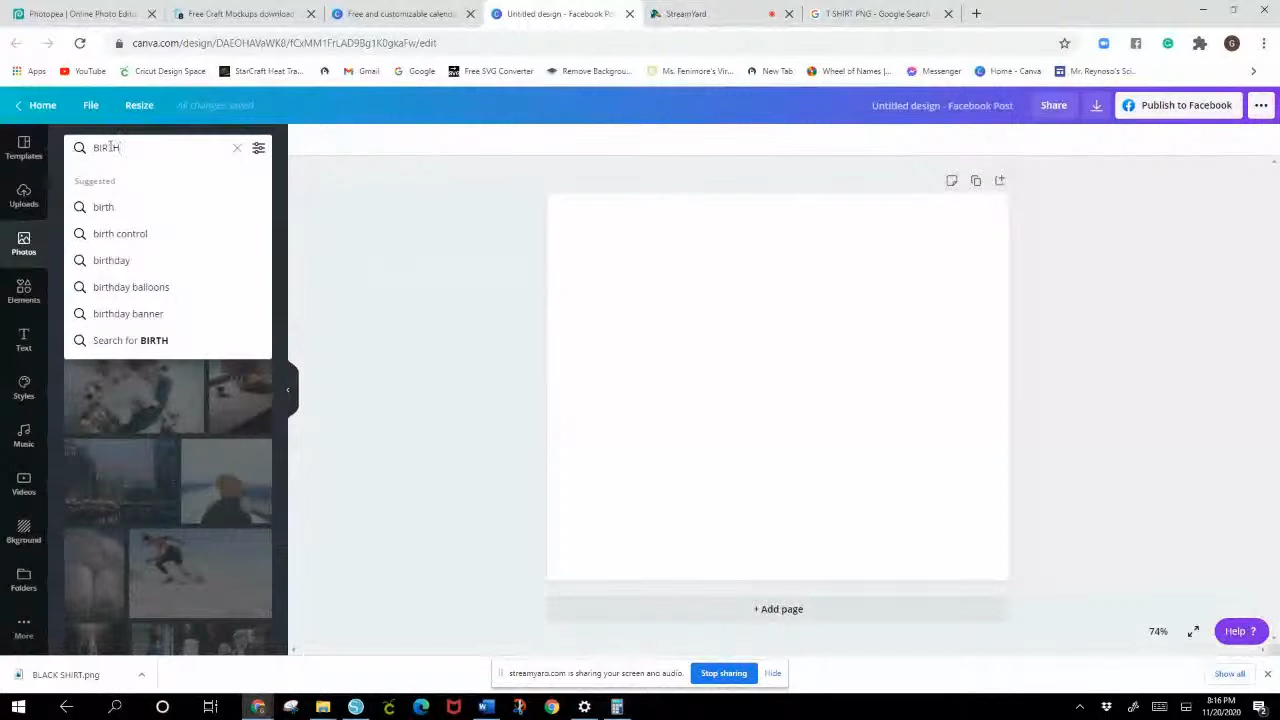 Photopea | Online Photo Edito
Free Craft Mockups download
Free and customizable calenda
Untitled design - Facebook Post
StreamYard
T SHIRT PNG - Google Search
canva.com/design/DAEOHAVaWK8/fCxMM1FrLAD9Bg1K0gkaFw/edit
G
Apps
YouTube
Cricut Design Space
StarCraft Heat Tra...
Gmail
Google
Free SVG Converter
Remove Backgrou...
Ms. Fenimore's Vir...
New Tab
Wheel of Names |...
Messenger
Home - Canva
Mr. Reynoso's Sci...
Home
File
Resize
All changes saved
Untitled design - Facebook Post
Share
Publish to Facebook
Templates
Uploads
Photos
Elements
Text
Styles
Music
Videos
Bkground
Folders
More
BIRTH
Suggested
birth
birth control
birthday
birthday balloons
birthday banner
Search for BIRTH
+ Add page
74%
Help ?
BLACK SHIRT.png
streamyard.com is sharing your screen and audio.
Stop sharing
Hide
Show all
8:16 PM
11/20/2020